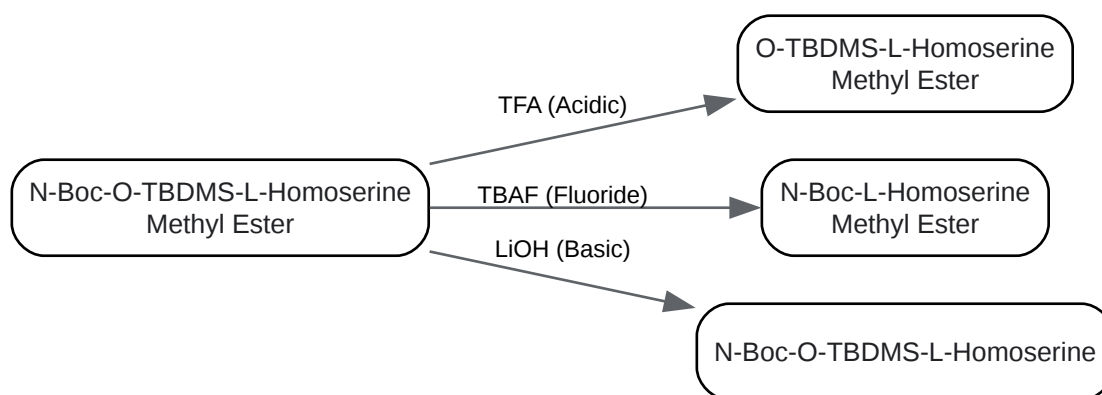 O-TBDMS-L-Homoserine
Methyl Ester
TFA (Acidic)
N-Boc-O-TBDMS-L-Homoserine
Methyl Ester
TBAF (Fluoride)
N-Boc-L-Homoserine
Methyl Ester
LiOH (Basic)
N-Boc-O-TBDMS-L-Homoserine